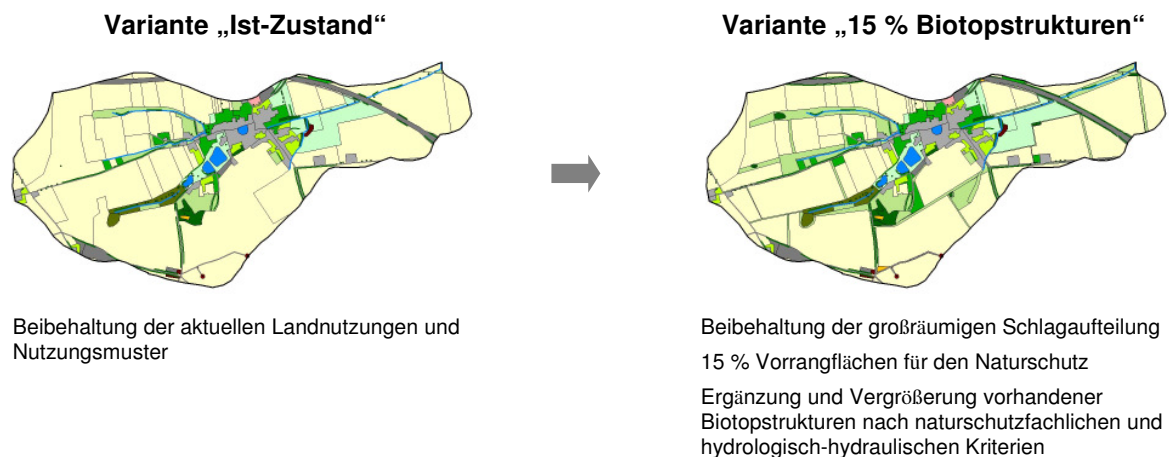 Variante „Ist-Zustand“
Variante „15 % Biotopstrukturen“
Beibehaltung der aktuellen Landnutzungen und
Nutzungsmuster
Beibehaltung der großräumigen Schlagaufteilung
15 % Vorrangflächen für den Naturschutz
Ergänzung und Vergrößerung vorhandener
Biotopstrukturen nach naturschutzfachlichen und
hydrologisch-hydraulischen Kriterien